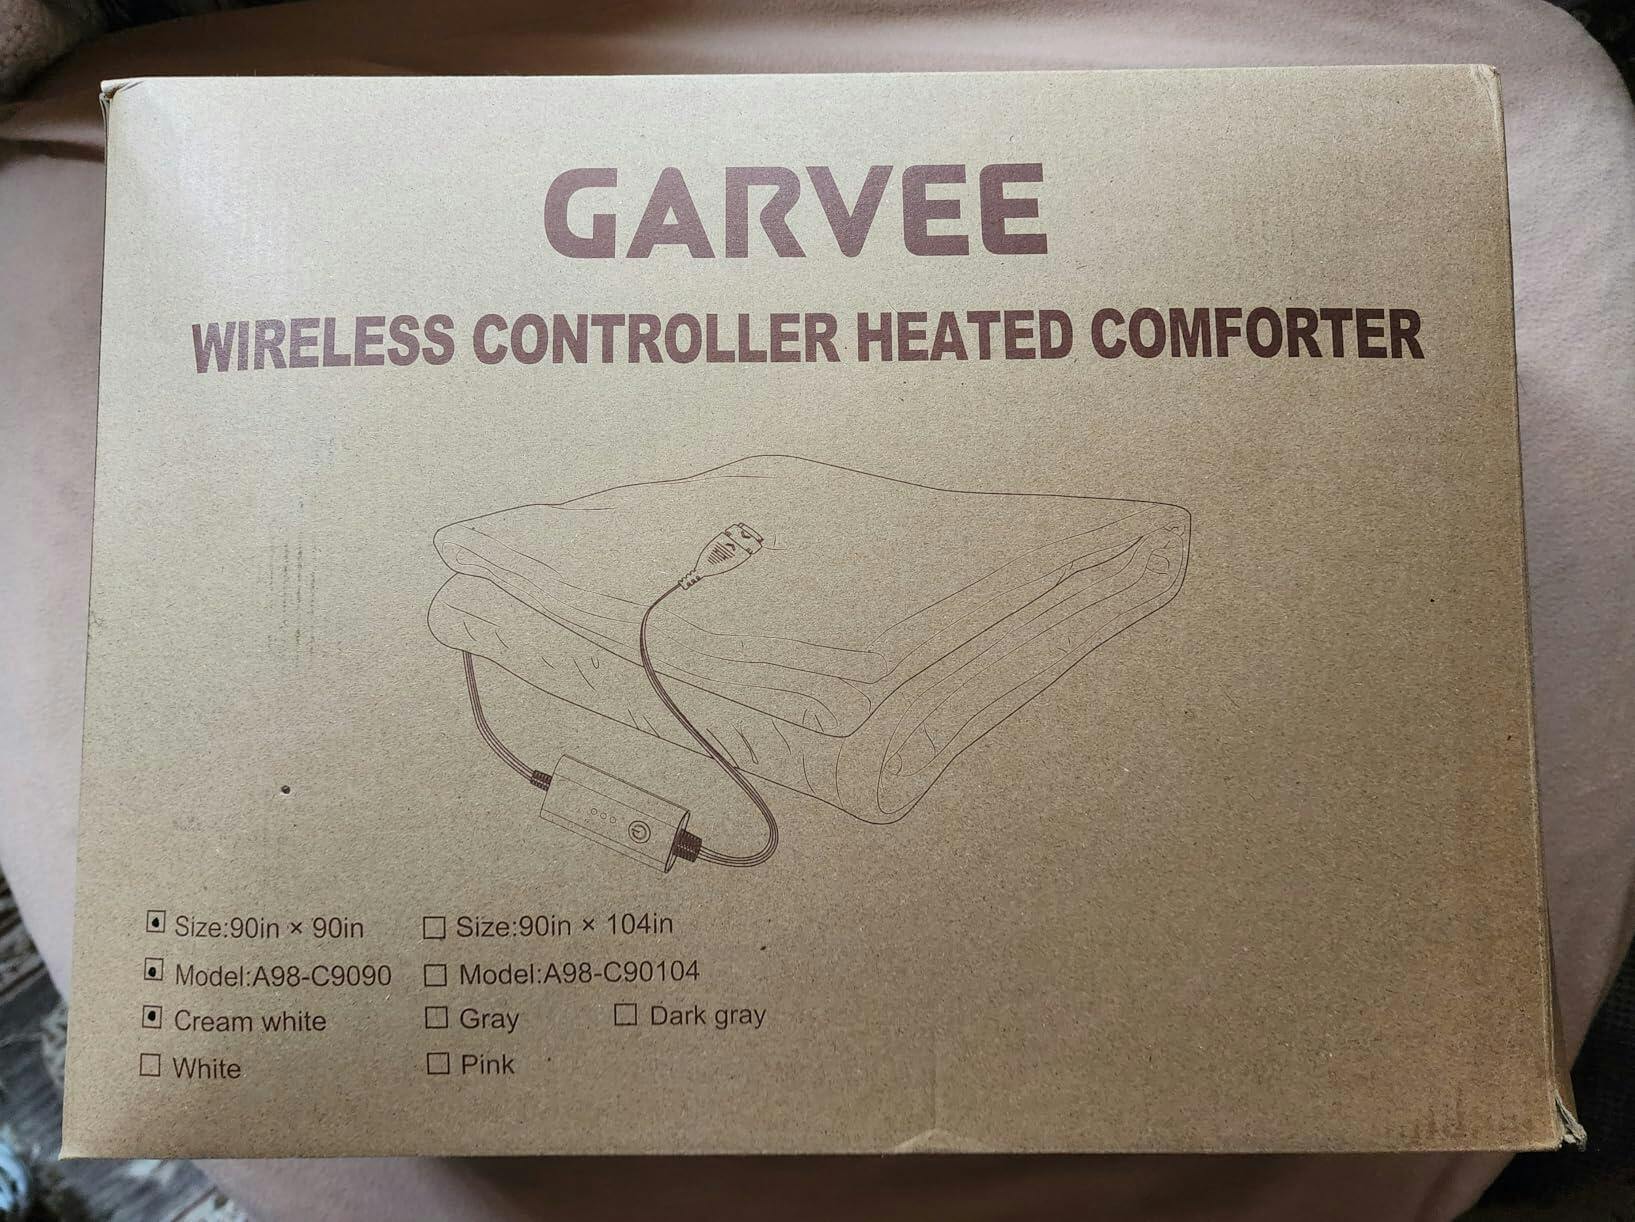 GARVEE
WIRELESS CONTROLLER HEATED COMFORTER
Size:90in × 90in Size:90in × 104in
Model:A98-C9090 Model:A98-C90104
Cream white Gray Dark gray
White Pink